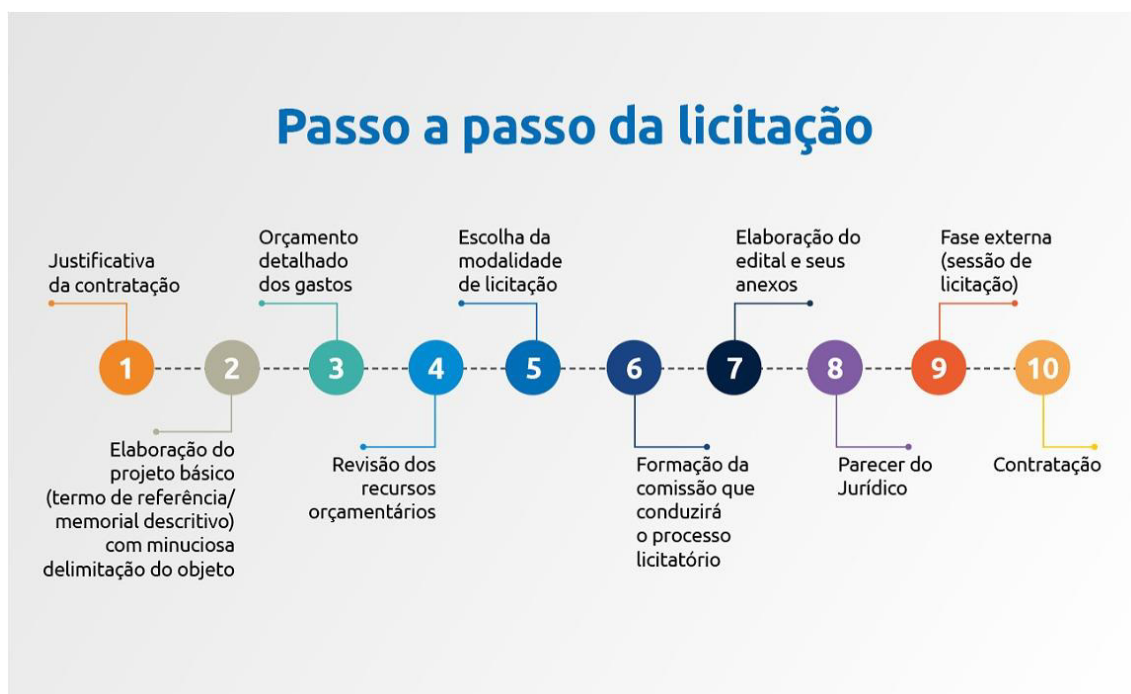 Passo a passo da licitação
1
Justificativa
da contratação
2
Elaboração do
projeto básico
(termo de referência/
memorial descritivo)
com minuciosa
delimitação do objeto
3
Orçamento
detalhado
dos gastos
4
Revisão dos
recursos
orçamentários
5
Escolha da
modalidade
de licitação
6
Formação da
comissão que
conduzirá
o processo
licitatório
7
Elaboração do
edital e seus
anexos
8
Parecer do
Jurídico
9
Fase externa
(sessão de
licitação)
10
Contratação